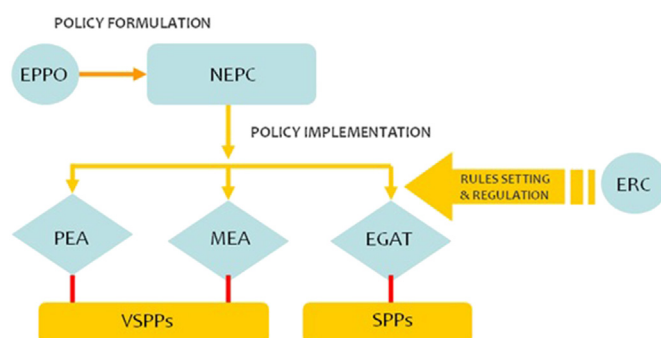 POLICY FORMULATION
EPPO
NEPC
POLICY IMPLEMENTATION
RULES SETTING
& REGULATION
ERC
PEA
MEA
EGAT
VSPPs
SPPs